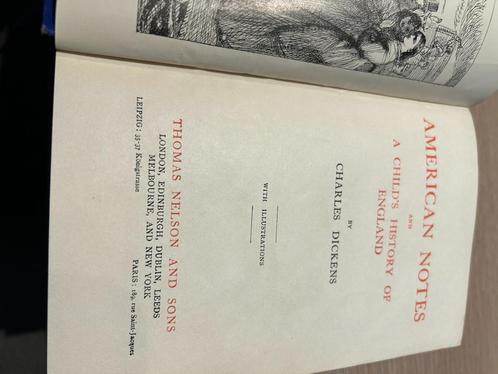 AMERICAN NOTES
AND
A CHILD'S HISTORY OF
ENGLAND
BY
CHARLES DICKENS
WITH ILLUSTRATIONS
THOMAS NELSON AND SONS
LONDON, EDINBURGH, DUBLIN, LEEDS
MELBOURNE, AND NEW YORK
LEIPZIG: 35-37 Königstrasse PARIS: 189, rue Saint-Jacques